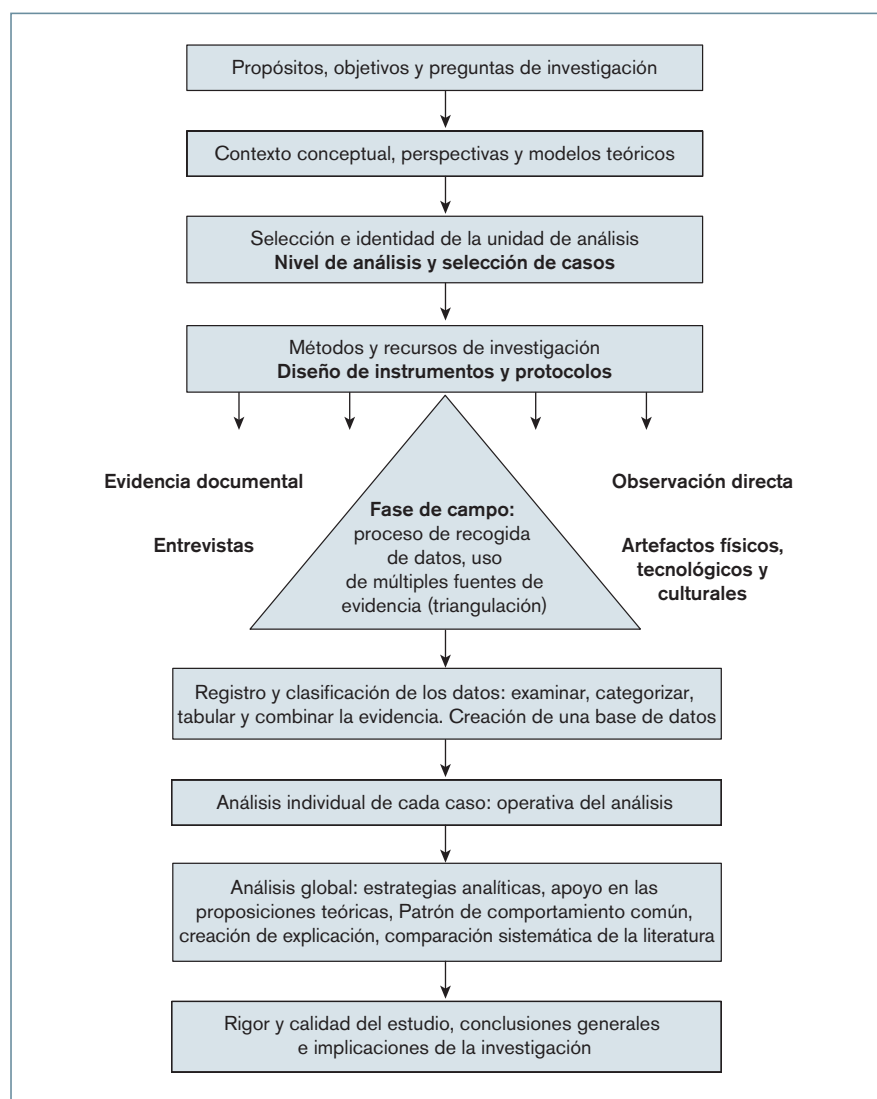 Propósitos, objetivos y preguntas de investigación
Contexto conceptual, perspectivas y modelos teóricos
Selección e identidad de la unidad de análisis
Nivel de análisis y selección de casos
Métodos y recursos de investigación
Diseño de instrumentos y protocolos
Evidencia documental
Entrevistas
Fase de campo:
proceso de recogida
de datos, uso
de múltiples fuentes de
evidencia (triangulación)
Observación directa
Artefactos físicos,
tecnológicos y
culturales
Registro y clasificación de los datos: examinar, categorizar,
tabular y combinar la evidencia. Creación de una base de datos
Análisis individual de cada caso: operativa del análisis
Análisis global: estrategias analíticas, apoyo en las
proposiciones teóricas, Patrón de comportamiento común,
creación de explicación, comparación sistemática de la literatura
Rigor y calidad del estudio, conclusiones generales
e implicaciones de la investigación